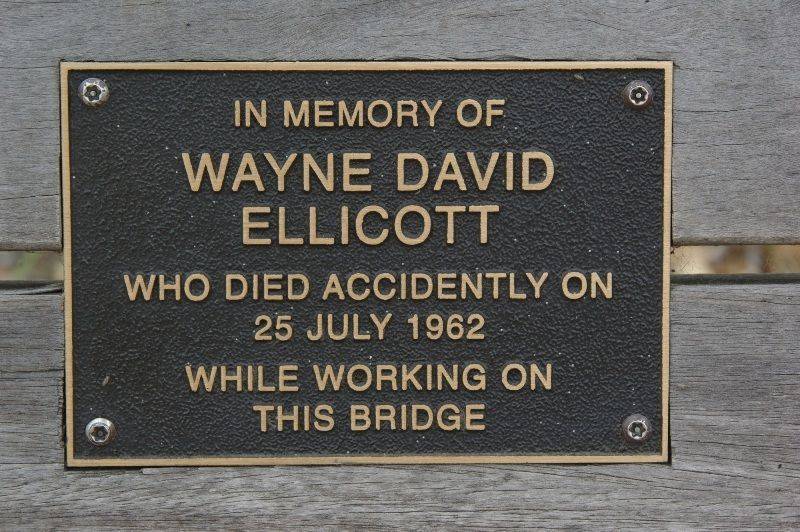 IN MEMORY OF
WAYNE DAVID
ELLICOTT
WHO DIED ACCIDENTLY ON
25 JULY 1962
WHILE WORKING ON
THIS BRIDGE